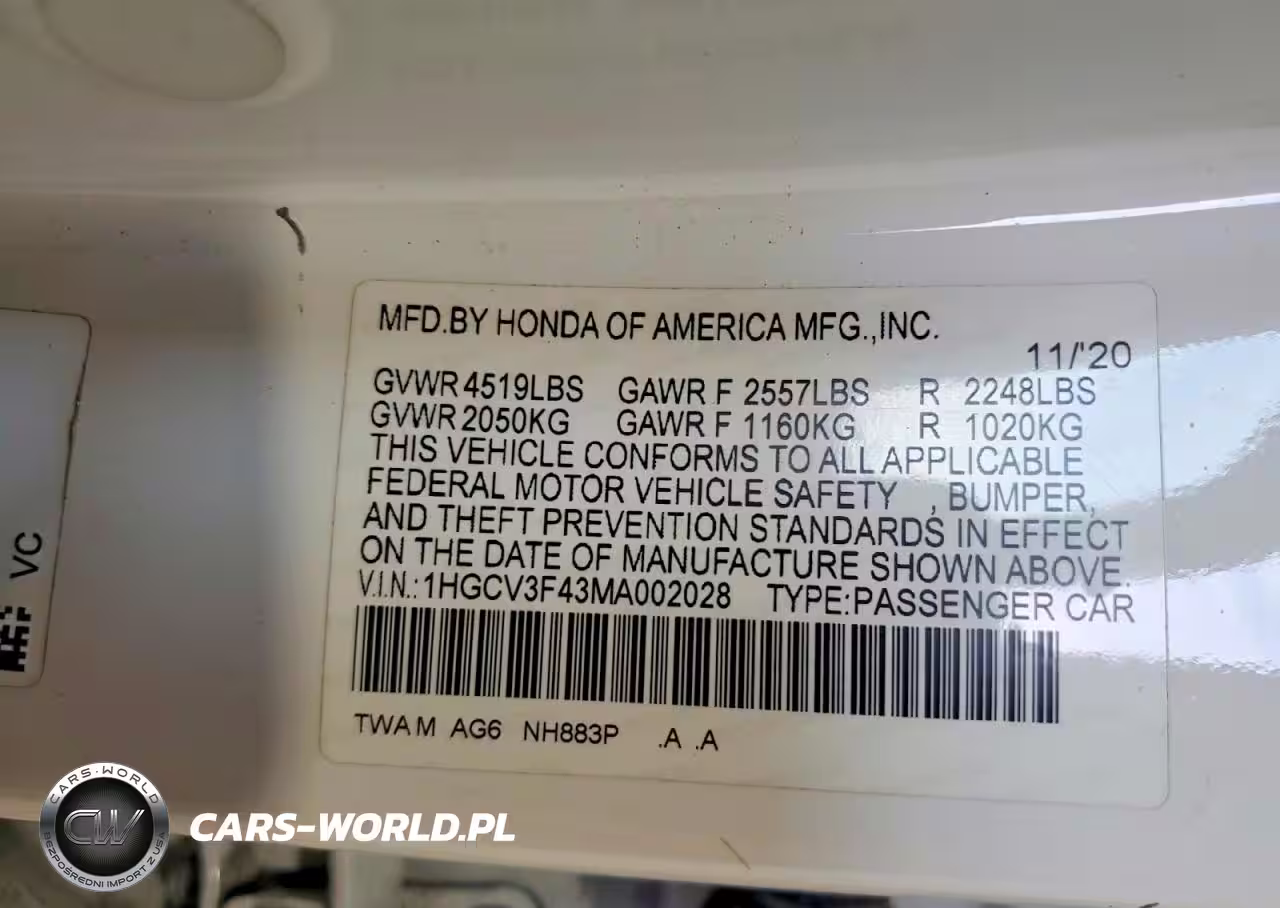 MFD.BY HONDA OF AMERICA MFG.,INC.
11/'20
GVWR 4519LBS GAWR F 2557LBS R 2248LBS
GVWR 2050KG GAWR F 1160KG R 1020KG
THIS VEHICLE CONFORMS TO ALL APPLICABLE
FEDERAL MOTOR VEHICLE SAFETY , BUMPER,
AND THEFT PREVENTION STANDARDS IN EFFECT
ON THE DATE OF MANUFACTURE SHOWN ABOVE.
V.I.N.: 1HGCV3F43MA002028 TYPE:PASSENGER CAR
TWA M AG6 NH883P .A .A
VC
CARS-WORLD
CW
BEZPOŚREDNI IMPORT Z USA
CARS-WORLD.PL